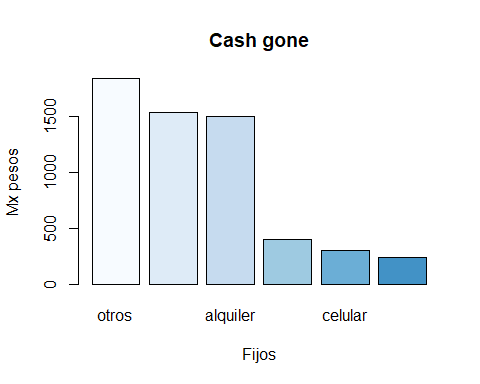 Cash gone
Mx pesos
1500
1000
500
0
otros alquiler celular
Fijos